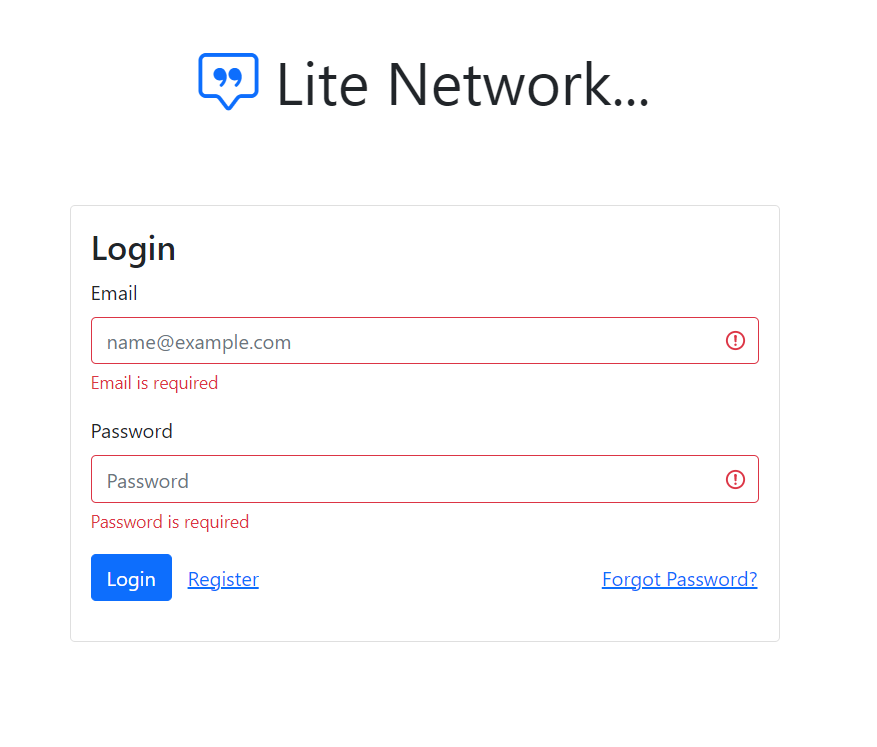 Lite Network...
Login
Email
name@example.com
Email is required
Password
Password
Password is required
Login Register Forgot Password?